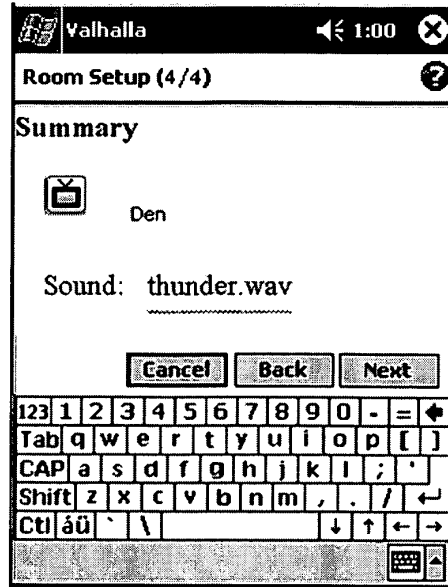 Valhalla 1:00
Room Setup (4/4)
Summary
Den
Sound: thunder.wav
Cancel Back Next
123 1 2 3 4 5 6 7 8 9 0 - =
Tab q w e r t y u i o p [ ]
CAP a s d f g h j k l ; '
Shift z x c v b n m , . /
Ctl áü ` \